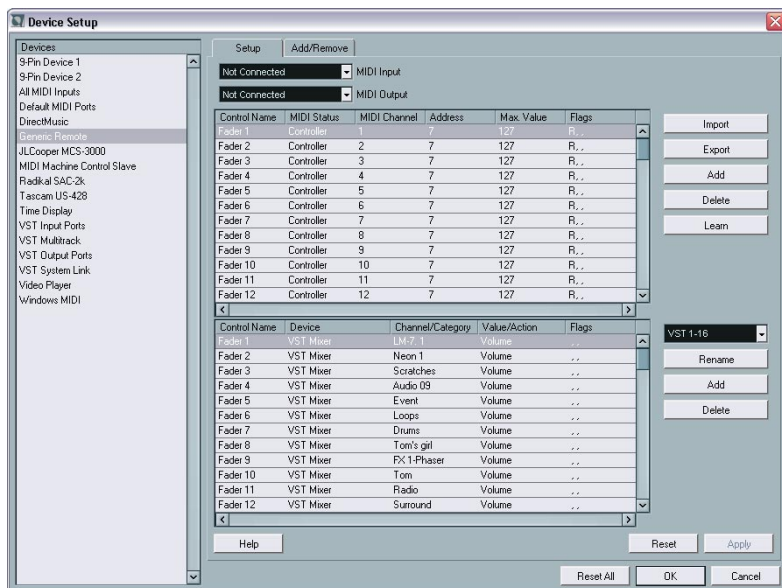 Device Setup
Devices
9-Pin Device 1
9-Pin Device 2
All MIDI Inputs
Default MIDI Ports
DirectMusic
Generic Remote
JLCooper MCS-3000
MIDI Machine Control Slave
Radikal SAC-2k
Tascam US-428
Time Display
VST Input Ports
VST Multitrack
VST Output Ports
VST System Link
Video Player
Windows MIDI
Setup Add/Remove
Not Connected MIDI Input
Not Connected MIDI Output
Control Name MIDI Status MIDI Channel Address Max. Value Flags
Fader 1 Controller 1 7 127 R, ,
Fader 2 Controller 2 7 127 R, ,
Fader 3 Controller 3 7 127 R, ,
Fader 4 Controller 4 7 127 R, ,
Fader 5 Controller 5 7 127 R, ,
Fader 6 Controller 6 7 127 R, ,
Fader 7 Controller 7 7 127 R, ,
Fader 8 Controller 8 7 127 R, ,
Fader 9 Controller 9 7 127 R, ,
Fader 10 Controller 10 7 127 R, ,
Fader 11 Controller 11 7 127 R, ,
Fader 12 Controller 12 7 127 R, ,
Import
Export
Add
Delete
Learn
Control Name Device Channel/Category Value/Action Flags
Fader 1 VST Mixer LM-7. 1 Volume , ,
Fader 2 VST Mixer Neon 1 Volume , ,
Fader 3 VST Mixer Scratches Volume , ,
Fader 4 VST Mixer Audio 09 Volume , ,
Fader 5 VST Mixer Event Volume , ,
Fader 6 VST Mixer Loops Volume , ,
Fader 7 VST Mixer Drums Volume , ,
Fader 8 VST Mixer Tom's girl Volume , ,
Fader 9 VST Mixer FX 1-Phaser Volume , ,
Fader 10 VST Mixer Tom Volume , ,
Fader 11 VST Mixer Radio Volume , ,
Fader 12 VST Mixer Surround Volume , ,
VST 1-16
Rename
Add
Delete
Help Reset Apply
Reset All OK Cancel